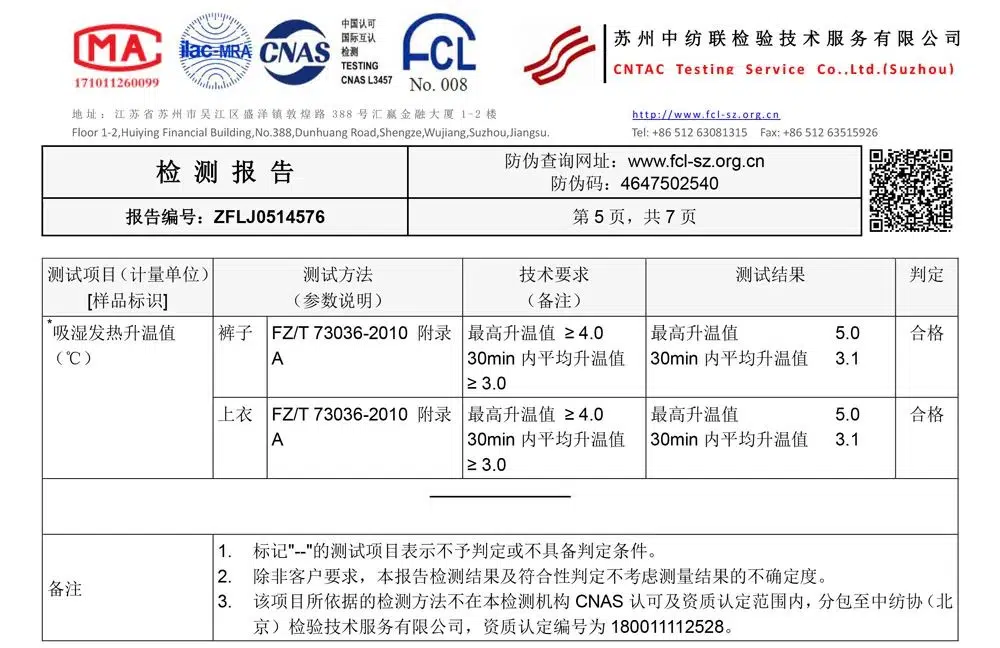 MA
171011260099
ilac-MRA
CNAS
中国认可
国际互认
检测
TESTING
CNAS L3457
FCL
No. 008
苏州中纺联检验技术服务有限公司
CNTAC Testing Service Co.,Ltd.(Suzhou)
地址：江苏省苏州市吴江区盛泽镇敦煌路 388 号汇赢金融大厦 1-2 楼
http://www.fcl-sz.org.cn
Floor 1-2,Huiying Financial Building,No.388,Dunhuang Road,Shengze,Wujiang,Suzhou,Jiangsu.
Tel: +86 512 63081315 Fax: +86 512 63515926
检 测 报 告
防伪查询网址：www.fcl-sz.org.cn
防伪码：4647502540
报告编号：ZFLJ0514576
第 5 页，共 7 页
测试项目（计量单位）
[样品标识]
测试方法
（参数说明）
技术要求
（备注）
测试结果
判定
*吸湿发热升温值
（℃）
裤子
FZ/T 73036-2010 附录
A
最高升温值 ≥ 4.0
30min 内平均升温值
≥ 3.0
最高升温值 5.0
30min 内平均升温值 3.1
合格
上衣
FZ/T 73036-2010 附录
A
最高升温值 ≥ 4.0
30min 内平均升温值
≥ 3.0
最高升温值 5.0
30min 内平均升温值 3.1
合格
备注
1. 标记"--"的测试项目表示不予判定或不具备判定条件。
2. 除非客户要求，本报告检测结果及符合性判定不考虑测量结果的不确定度。
3. 该项目所依据的检测方法不在本检测机构 CNAS 认可及资质认定范围内，分包至中纺协（北
京）检验技术服务有限公司，资质认定编号为 180011112528。